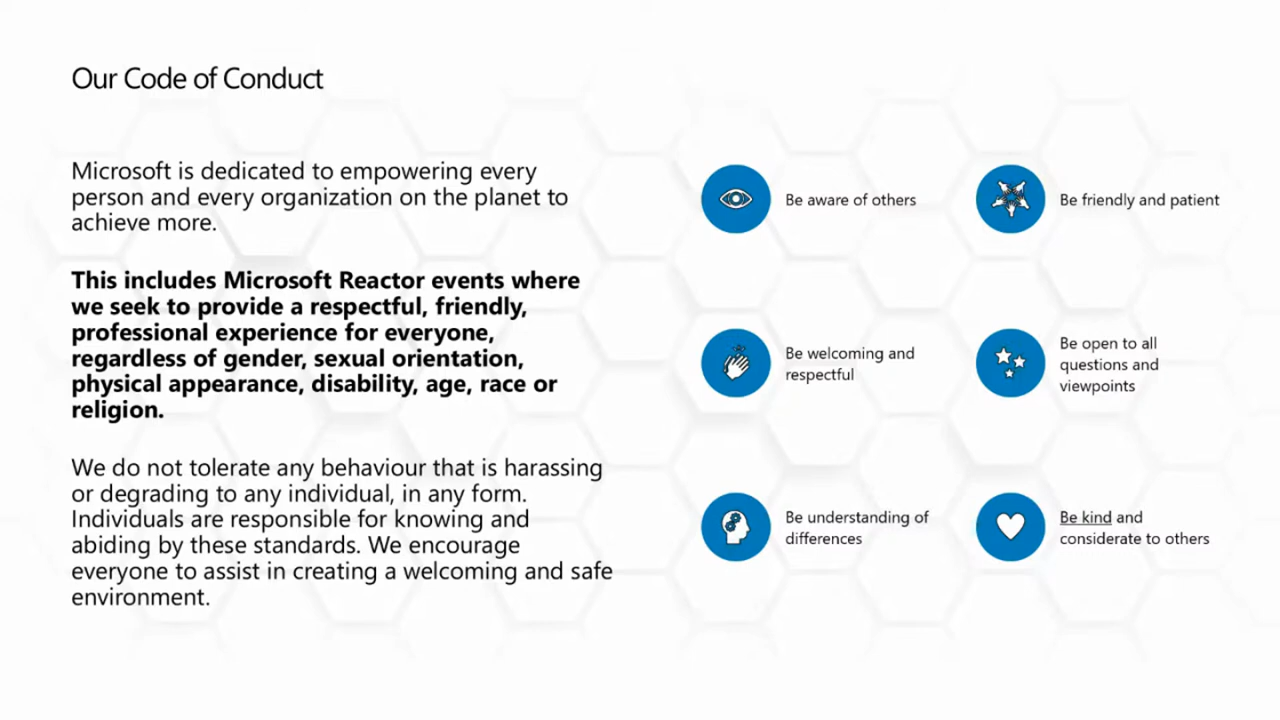 Our Code of Conduct
Microsoft is dedicated to empowering every
person and every organization on the planet to
achieve more.
This includes Microsoft Reactor events where
we seek to provide a respectful, friendly,
professional experience for everyone,
regardless of gender, sexual orientation,
physical appearance, disability, age, race or
religion.
We do not tolerate any behaviour that is harassing
or degrading to any individual, in any form.
Individuals are responsible for knowing and
abiding by these standards. We encourage
everyone to assist in creating a welcoming and safe
environment.
Be aware of others
Be friendly and patient
Be welcoming and
respectful
Be open to all
questions and
viewpoints
Be understanding of
differences
Be kind and
considerate to others